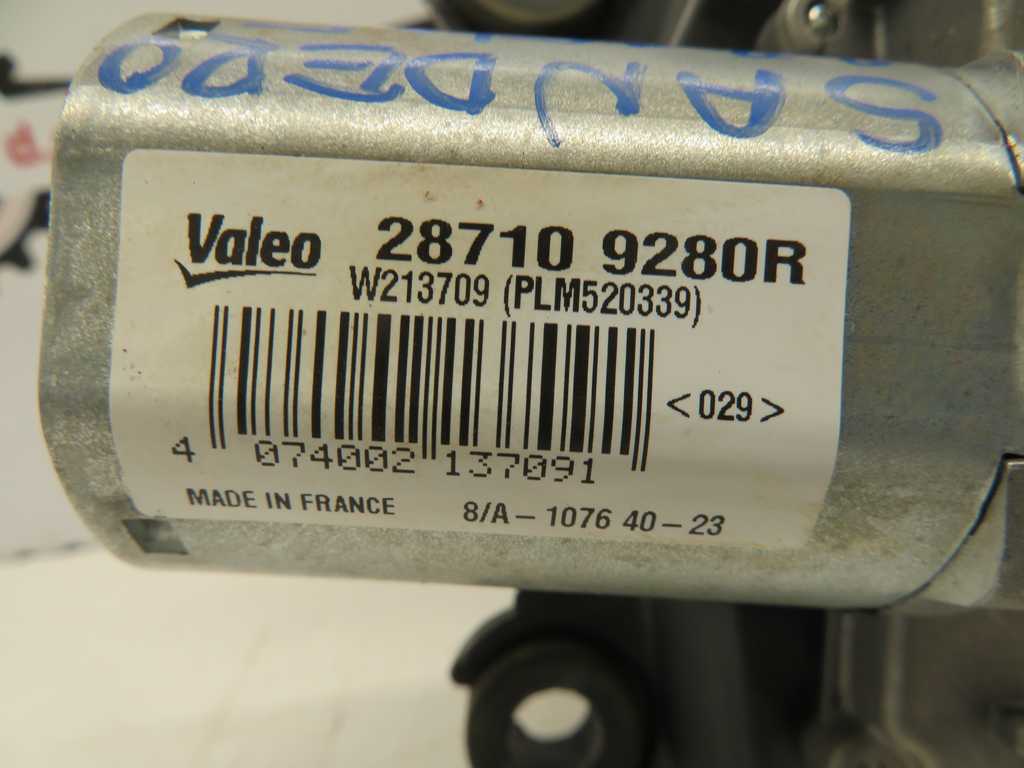 SANDERO
Valeo 28710 9280R
W213709 (PLM520339)
<029>
4 074002 137091
MADE IN FRANCE 8/A-1076 40-23